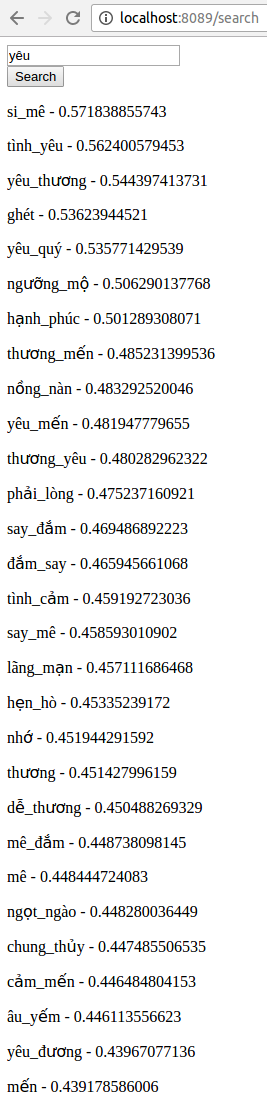 localhost:8089/search
yêu
Search
si_mê - 0.571838855743
tình_yêu - 0.562400579453
yêu_thương - 0.544397413731
ghét - 0.53623944521
yêu_quý - 0.535771429539
ngưỡng_mộ - 0.506290137768
hạnh_phúc - 0.501289308071
thương_mến - 0.485231399536
nồng_nàn - 0.483292520046
yêu_mến - 0.481947779655
thương_yêu - 0.480282962322
phải_lòng - 0.475237160921
say_đắm - 0.469486892223
đắm_say - 0.465945661068
tình_cảm - 0.459192723036
say_mê - 0.458593010902
lãng_mạn - 0.457111686468
hẹn_hò - 0.45335239172
nhớ - 0.451944291592
thương - 0.451427996159
dễ_thương - 0.450488269329
mê_đắm - 0.448738098145
mê - 0.448444724083
ngọt_ngào - 0.448280036449
chung_thủy - 0.447485506535
cảm_mến - 0.446484804153
âu_yếm - 0.446113556623
yêu_đương - 0.43967077136
mến - 0.439178586006